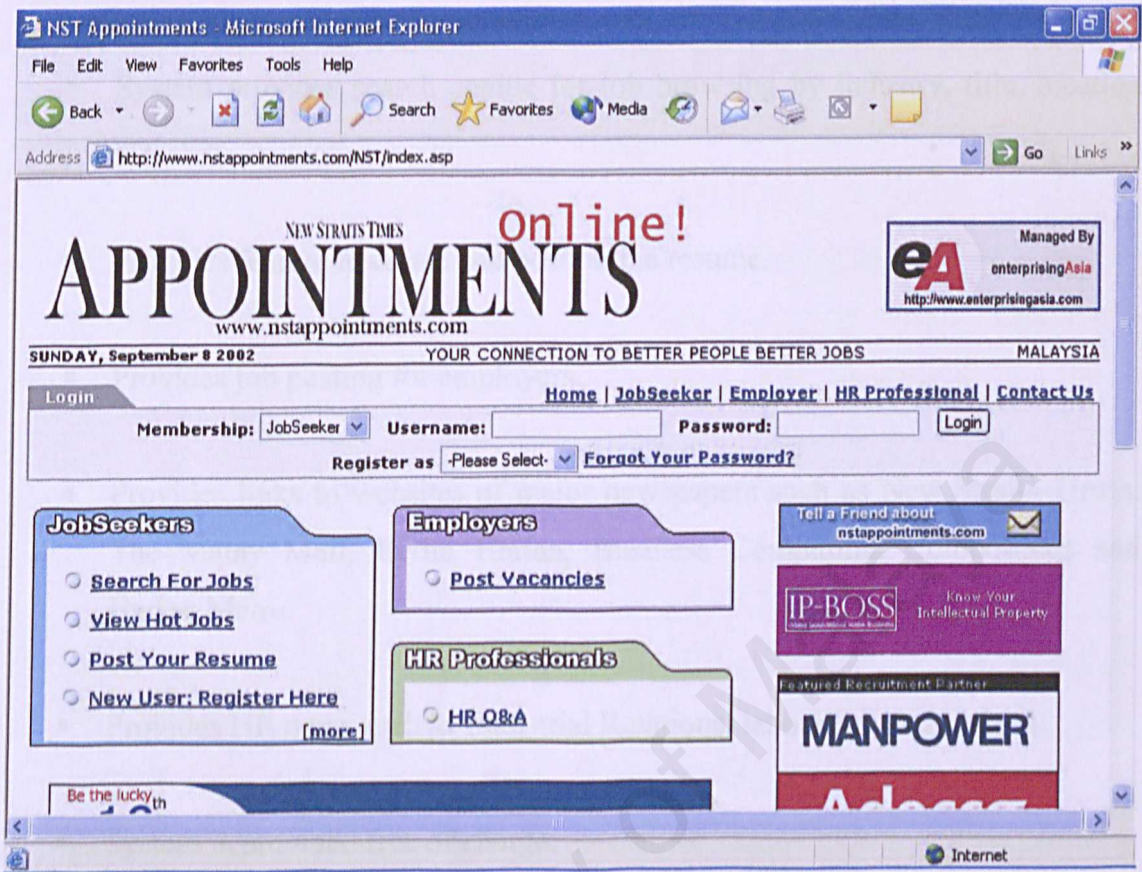 NST Appointments - Microsoft Internet Explorer
File Edit View Favorites Tools Help
Back Search Favorites Media
Address http://www.nstappointments.com/NST/index.asp Go Links »
NEW STRAITS TIMES Online!
APPOINTMENTS
www.nstappointments.com
eA Managed By
enterprisingAsia
http://www.enterprisingasia.com
SUNDAY, September 8 2002 YOUR CONNECTION TO BETTER PEOPLE BETTER JOBS MALAYSIA
Login Home | JobSeeker | Employer | HR Professional | Contact Us
Membership: JobSeeker Username: Password: Login
Register as -Please Select- Forgot Your Password?
JobSeekers
Search For Jobs
View Hot Jobs
Post Your Resume
New User: Register Here
[more]
Employers
Post Vacancies
HR Professionals
HR Q&A
Tell a Friend about
nstappointments.com
IP-BOSS Know Your
Intellectual Property
Featured Recruitment Partner
MANPOWER
Adecco
Be the lucky
th
Internet